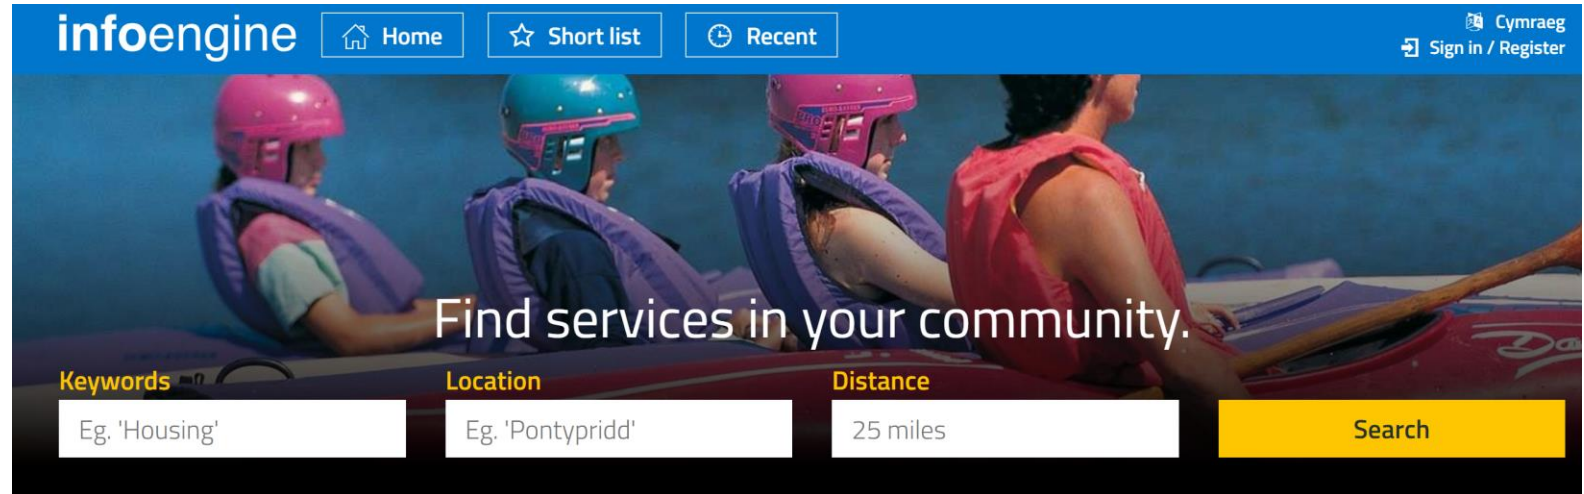 infoengine
Home
Short list
Recent
Cymraeg
Sign in / Register
Find services in your community.
Keywords
Location
Distance
Eg. 'Housing'
Eg. 'Pontypridd'
25 miles
Search